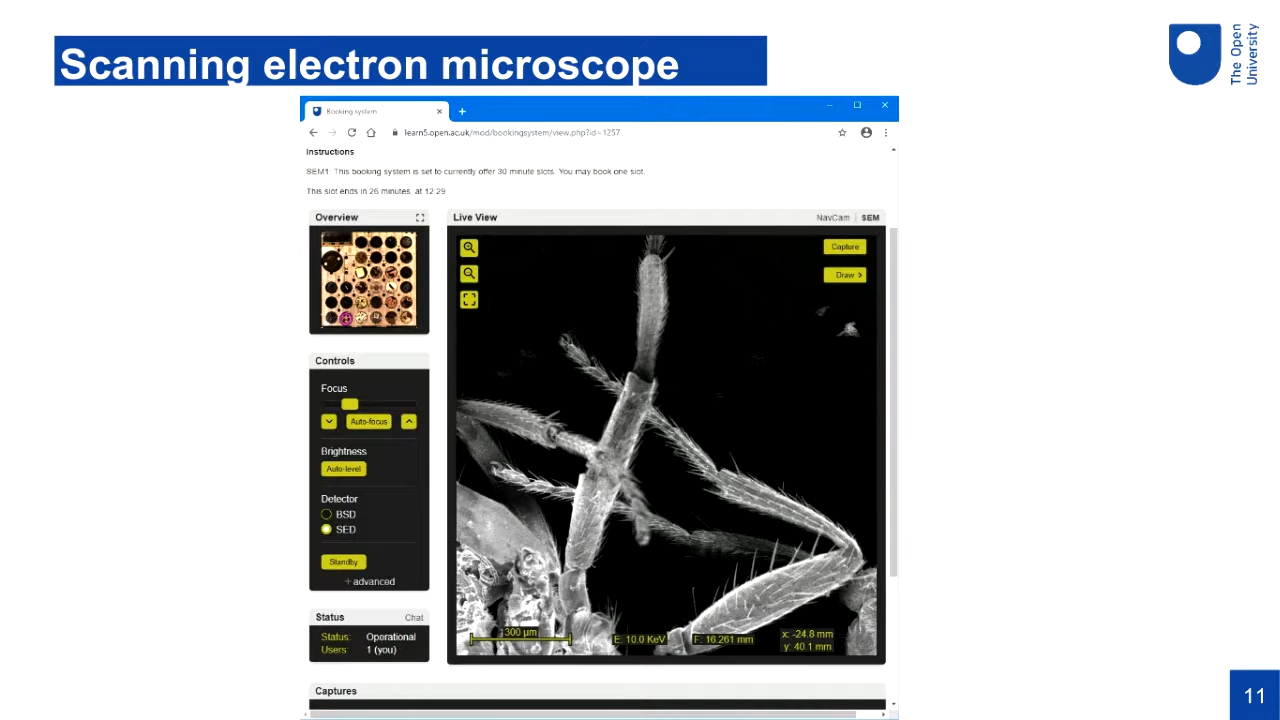 Scanning electron microscope
The Open
University
Booking system
learn5.open.ac.uk/mod/bookingsystem/view.php?id=1257
Instructions
SEM1. This booking system is set to currently offer 30 minute slots. You may book one slot.
This slot ends in 26 minutes. at 12:29
Overview
Live View
NavCam | SEM
Capture
Draw
Controls
Focus
Auto-focus
Brightness
Auto-level
Detector
BSD
SED
Standby
+ advanced
Status
Chat
Status: Operational
Users: 1 (you)
300 µm
E: 10.0 KeV
F: 16.261 mm
x: -24.8 mm
y: 40.1 mm
Captures
11